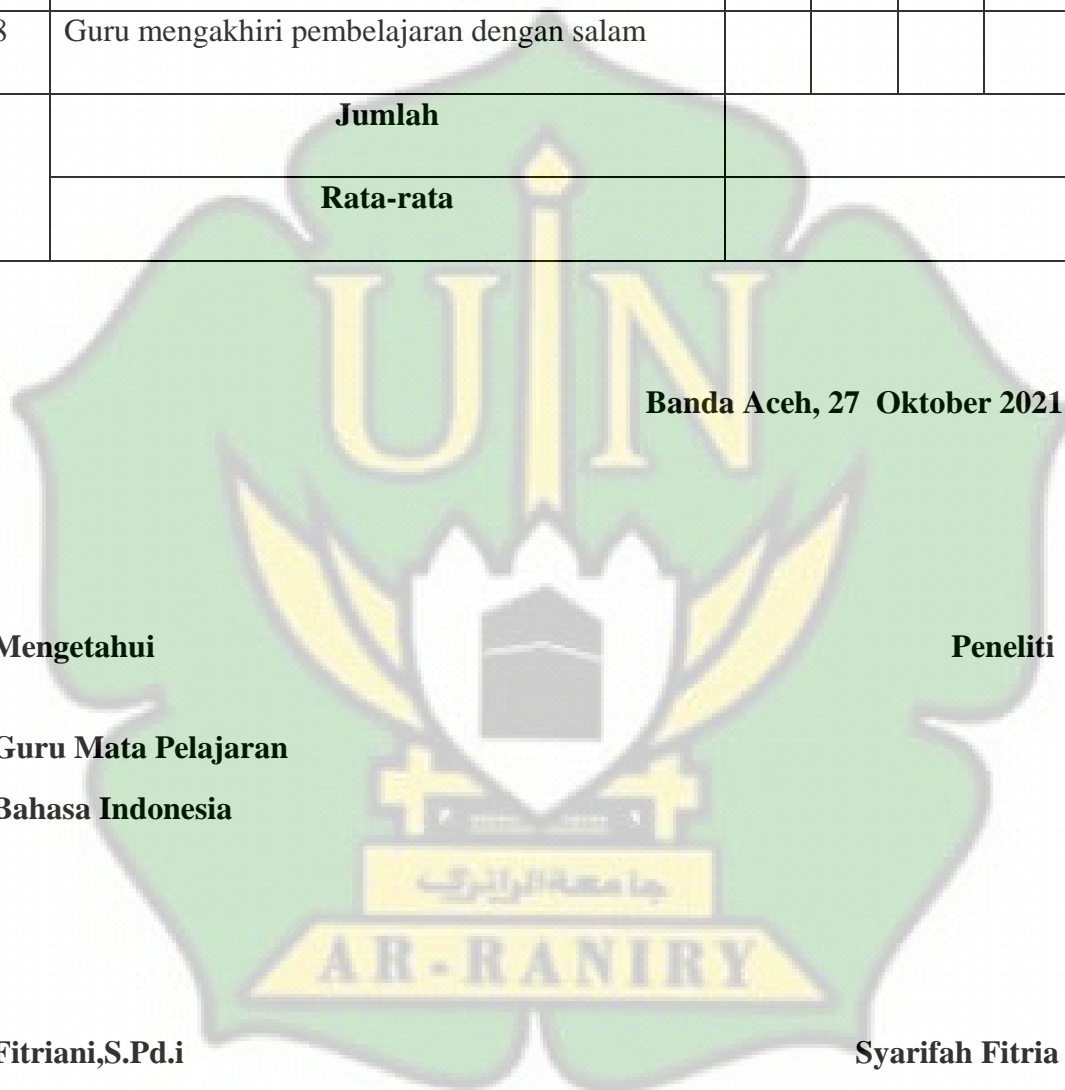 8 Guru mengakhiri pembelajaran dengan salam
Jumlah
Rata-rata
UIN
Banda Aceh, 27 Oktober 2021
Mengetahui Peneliti
Guru Mata Pelajaran
Bahasa Indonesia
جامعة الرانري
AR-RANIRY
Fitriani,S.Pd.i Syarifah Fitria